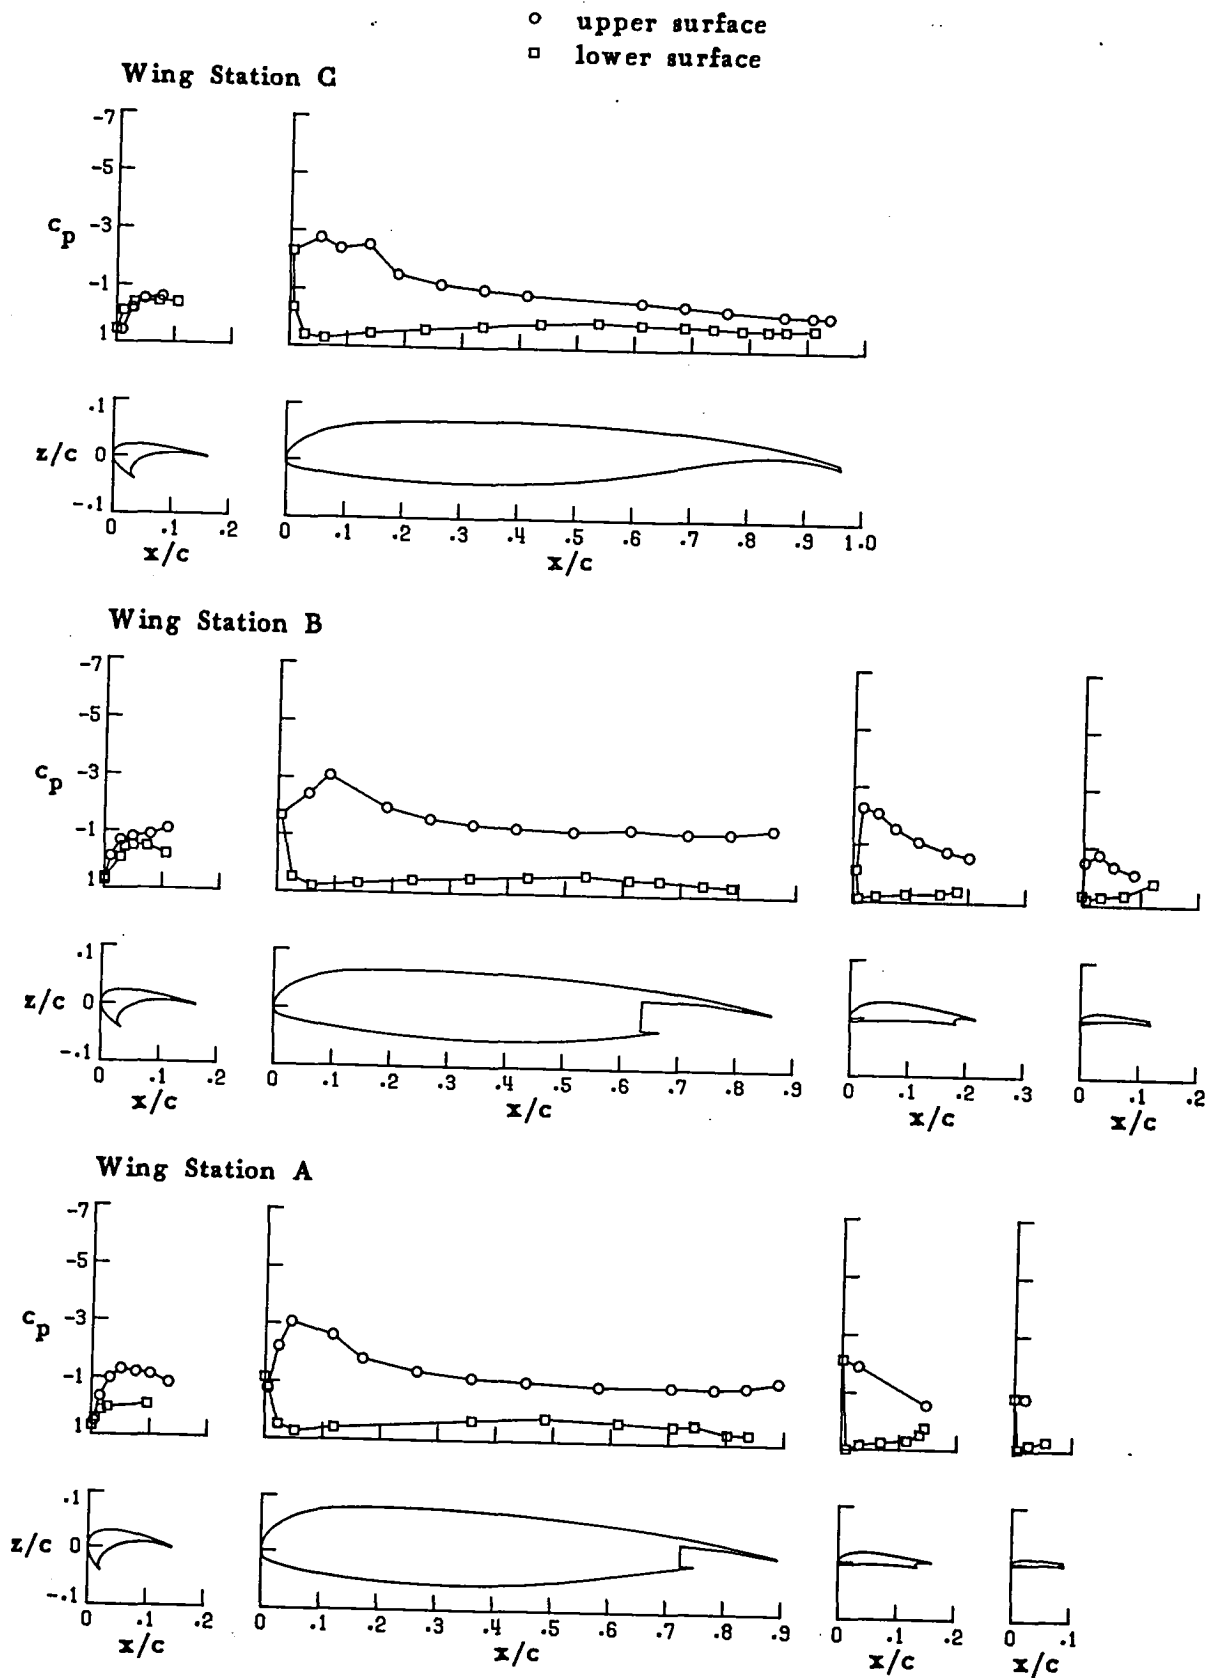 upper surface
lower surface
Wing Station C
-7
-5
c_p -3
-1
1
.1
z/c 0
-.1
0 .1 .2
x/c
0 .1 .2 .3 .4 .5 .6 .7 .8 .9 1.0
x/c
Wing Station B
-7
-5
c_p -3
-1
1
.1
z/c 0
-.1
0 .1 .2
x/c
0 .1 .2 .3 .4 .5 .6 .7 .8 .9
x/c
0 .1 .2 .3
x/c
0 .1 .2
x/c
Wing Station A
-7
-5
c_p -3
-1
1
.1
z/c 0
-.1
0 .1 .2
x/c
0 .1 .2 .3 .4 .5 .6 .7 .8 .9
x/c
0 .1 .2
x/c
0 .1
x/c